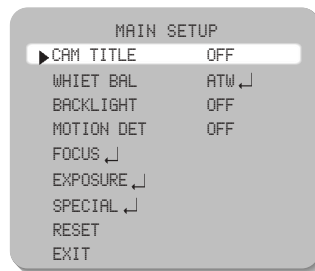 MAIN SETUP
▶CAM TITLE OFF
WHIET BAL ATW↵
BACKLIGHT OFF
MOTION DET OFF
FOCUS↵
EXPOSURE↵
SPECIAL↵
RESET
EXIT